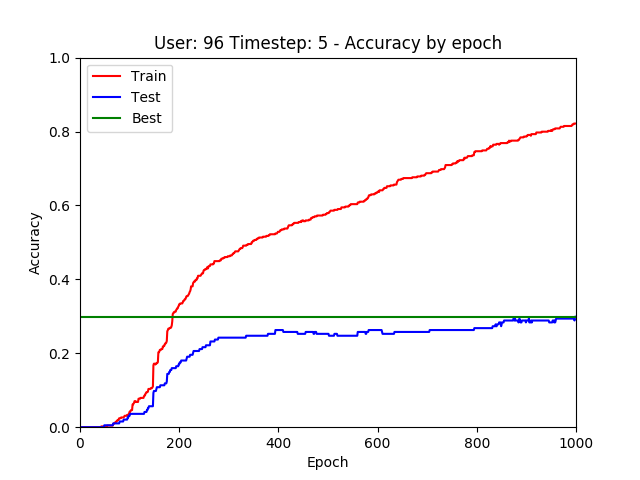 User: 96 Timestep: 5 - Accuracy by epoch
Train
Test
Best
1.0
0.8
0.6
0.4
0.2
0.0
Accuracy
0 200 400 600 800 1000
Epoch